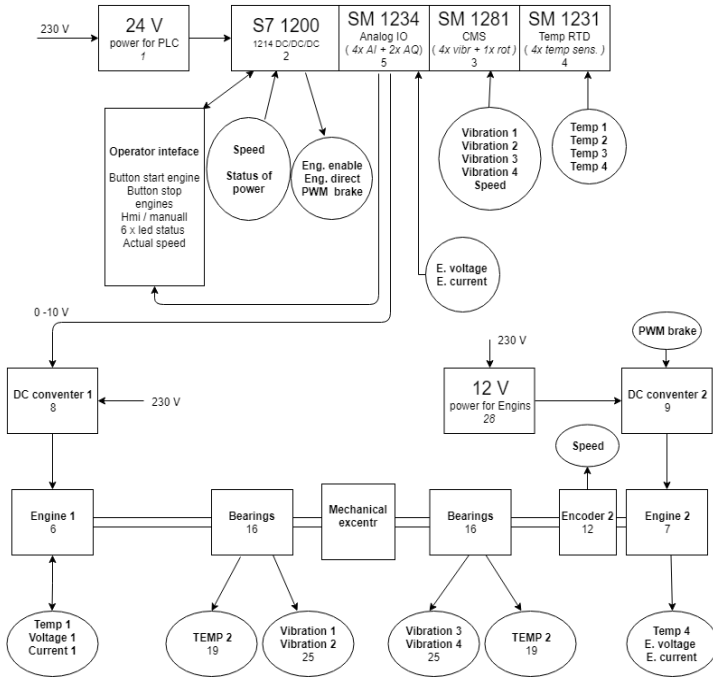 230 V
24 V
power for PLC
1
S7 1200
1214 DC/DC/DC
2
SM 1234
Analog IO
( 4x AI + 2x AQ)
5
SM 1281
CMS
(4x vibr + 1x rot)
3
SM 1231
Temp RTD
( 4x temp sens.)
4
Operator inteface
Button start engine
Button stop
engines
Hmi / manuall
6 x led status
Actual speed
Speed
Status of
power
Eng. enable
Eng. direct
PWM brake
Vibration 1
Vibration 2
Vibration 3
Vibration 4
Speed
Temp 1
Temp 2
Temp 3
Temp 4
E. voltage
E. current
0 -10 V
230 V
PWM brake
DC conventer 1
8
230 V
12 V
power for Engins
28
DC conventer 2
9
Speed
Engine 1
6
Bearings
16
Mechanical
excentr
Bearings
16
Encoder 2
12
Engine 2
7
Temp 1
Voltage 1
Current 1
TEMP 2
19
Vibration 1
Vibration 2
25
Vibration 3
Vibration 4
25
TEMP 2
19
Temp 4
E. voltage
E. current